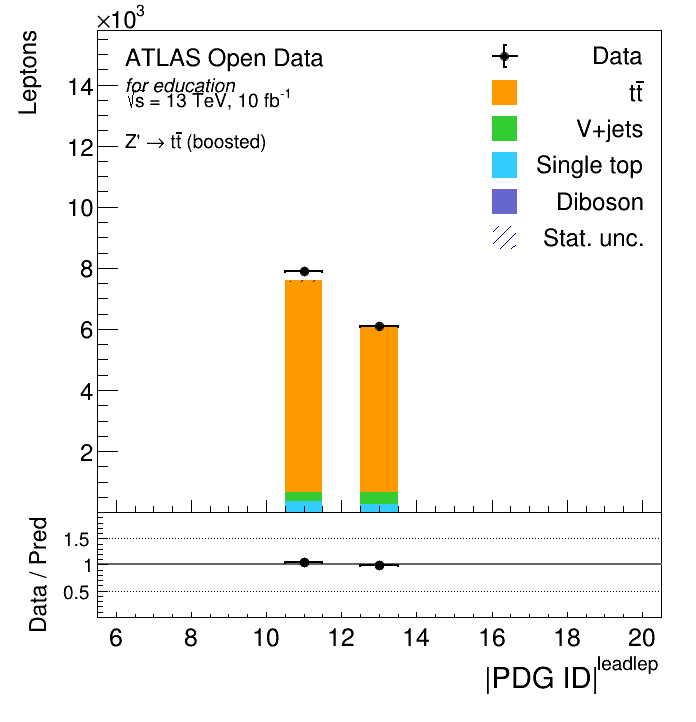 ×10³
Leptons
14
12
10
8
6
4
2
ATLAS Open Data
for education
√s = 13 TeV, 10 fb⁻¹
Z' → tt̄ (boosted)
Data
tt̄
V+jets
Single top
Diboson
Stat. unc.
Data / Pred
1.5
1
0.5
6 8 10 12 14 16 18 20
|PDG ID|^leadlep